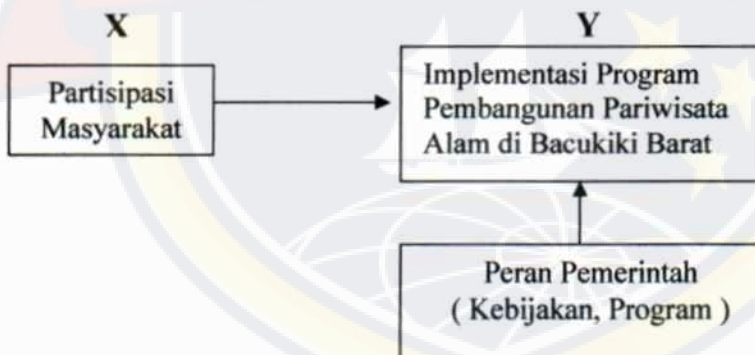 X
Y
Partisipasi
Masyarakat
Implementasi Program
Pembangunan Pariwisata
Alam di Bacukiki Barat
Peran Pemerintah
( Kebijakan, Program )